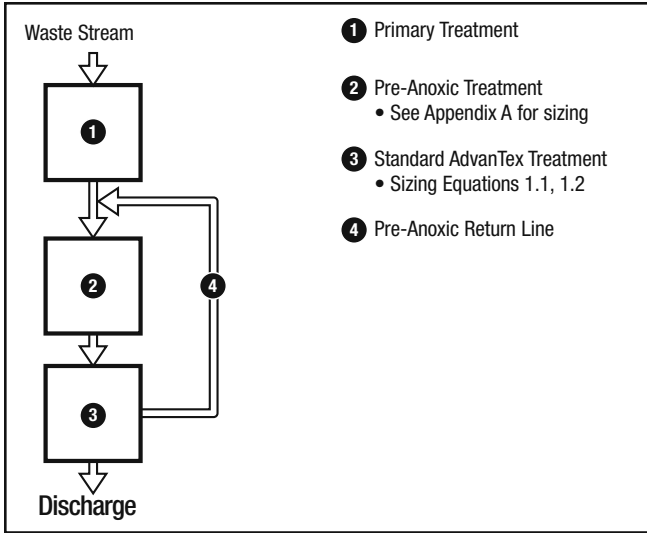 Waste Stream
1
2
3
4
Discharge
1 Primary Treatment
2 Pre-Anoxic Treatment
• See Appendix A for sizing
3 Standard AdvanTex Treatment
• Sizing Equations 1.1, 1.2
4 Pre-Anoxic Return Line